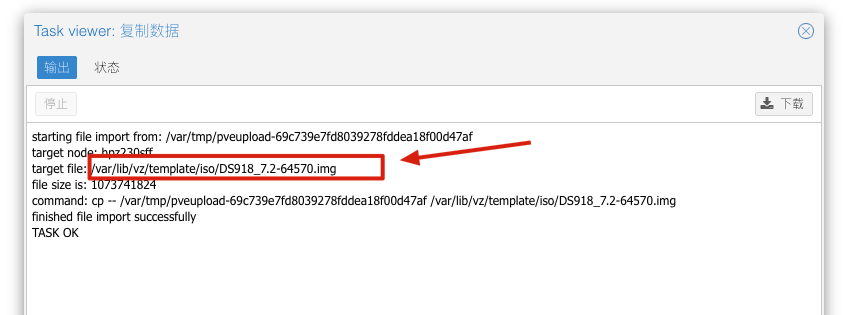 Task viewer: 复制数据
输出 状态
停止 下载
starting file import from: /var/tmp/pveupload-69c739e7fd8039278fddea18f00d47af
target node: hpz230sff
target file: /var/lib/vz/template/iso/DS918_7.2-64570.img
file size is: 1073741824
command: cp -- /var/tmp/pveupload-69c739e7fd8039278fddea18f00d47af /var/lib/vz/template/iso/DS918_7.2-64570.img
finished file import successfully
TASK OK